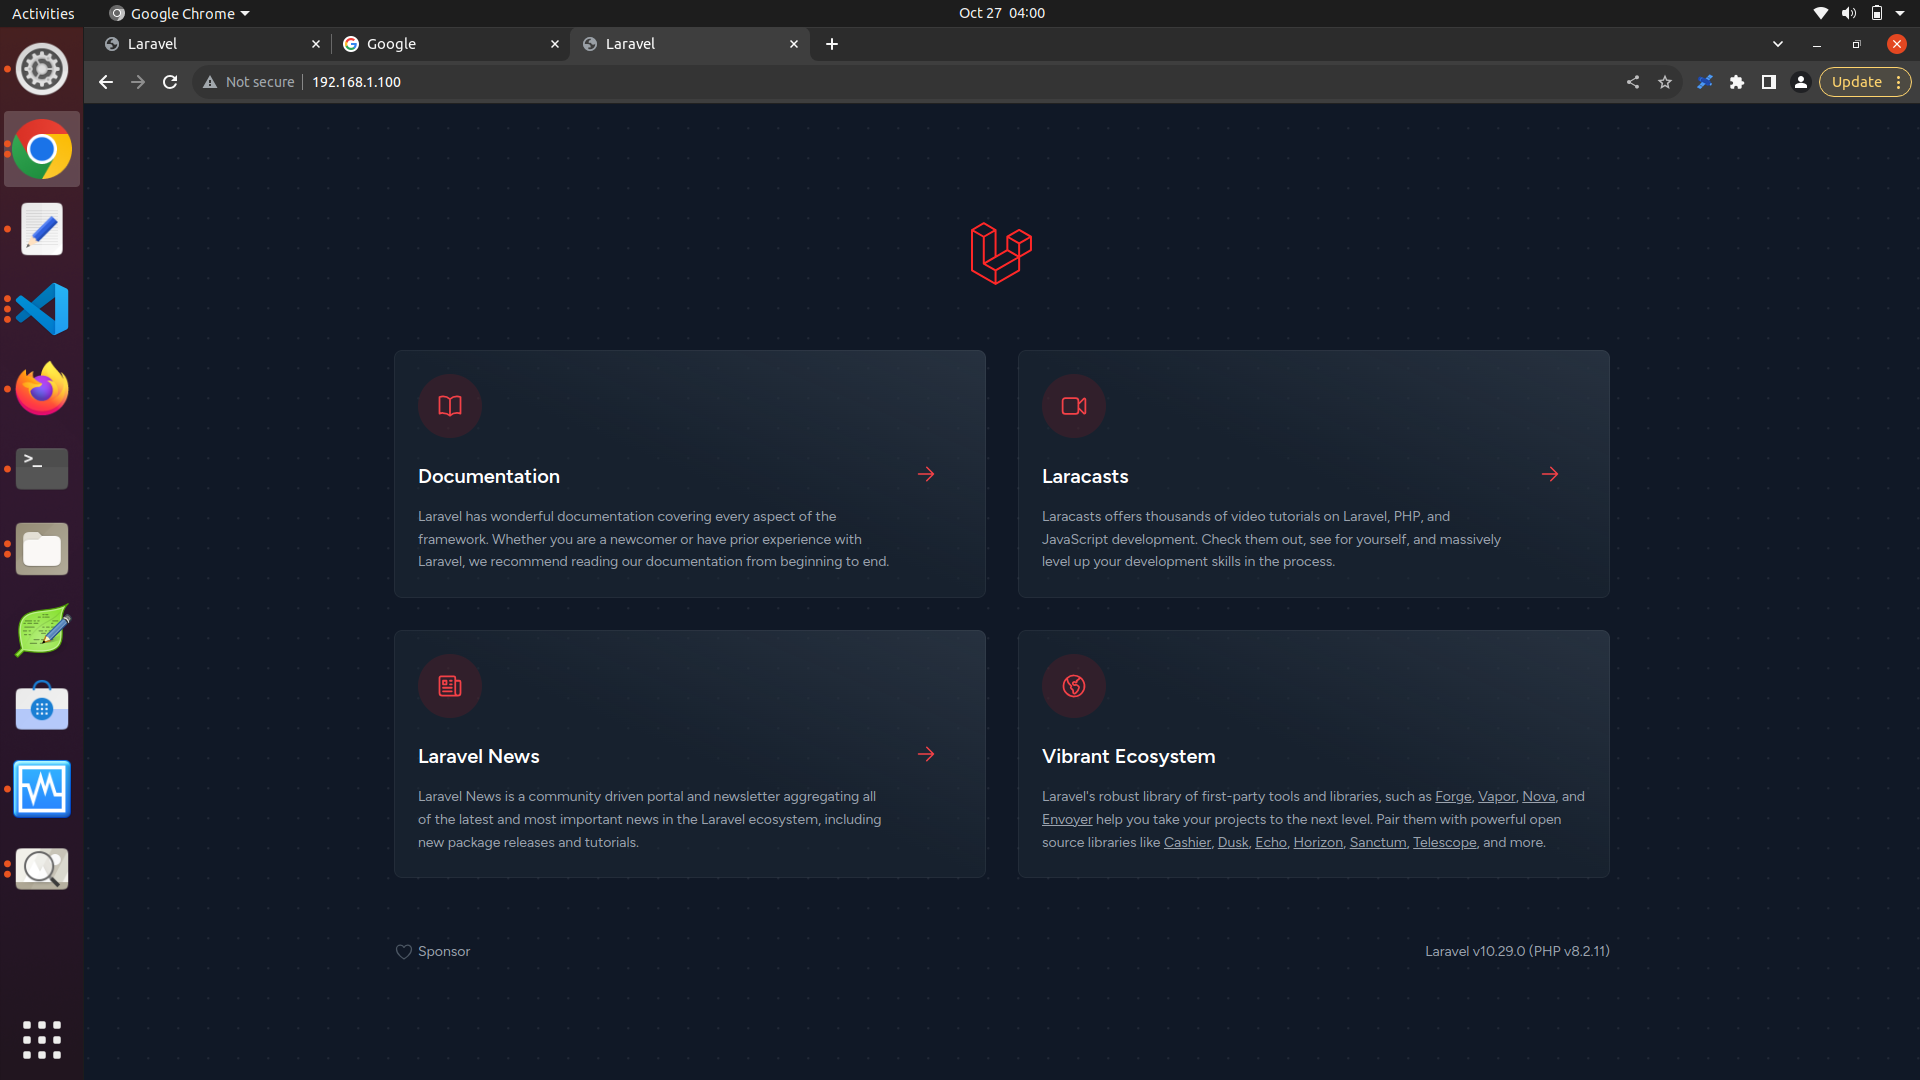 Activities
Google Chrome
Oct 27 04:00
Laravel
Google
Laravel
Not secure
192.168.1.100
Update
Documentation
Laravel has wonderful documentation covering every aspect of the
framework. Whether you are a newcomer or have prior experience with
Laravel, we recommend reading our documentation from beginning to end.
Laracasts
Laracasts offers thousands of video tutorials on Laravel, PHP, and
JavaScript development. Check them out, see for yourself, and massively
level up your development skills in the process.
Laravel News
Laravel News is a community driven portal and newsletter aggregating all
of the latest and most important news in the Laravel ecosystem, including
new package releases and tutorials.
Vibrant Ecosystem
Laravel's robust library of first-party tools and libraries, such as Forge, Vapor, Nova, and
Envoyer help you take your projects to the next level. Pair them with powerful open
source libraries like Cashier, Dusk, Echo, Horizon, Sanctum, Telescope, and more.
Sponsor
Laravel v10.29.0 (PHP v8.2.11)